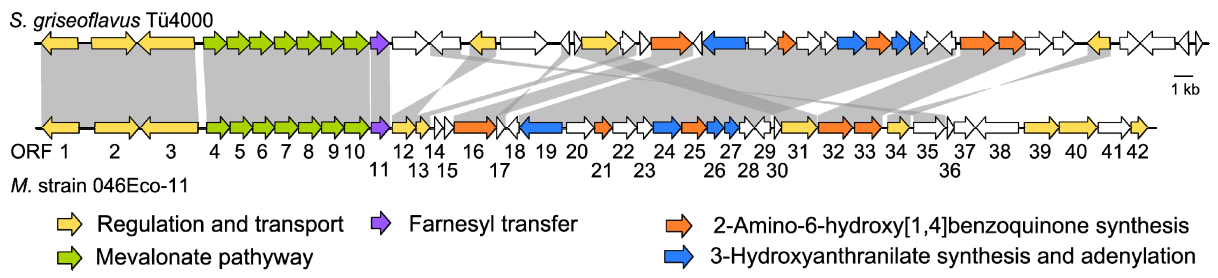 S. griseoflavus Tü4000
1 kb
ORF 1 2 3 4 5 6 7 8 9 10 11 12 13 14 15 16 17 18 19 20 21 22 23 24 25 26 27 28 29 30 31 32 33 34 35 36 37 38 39 40 41 42
M. strain 046Eco-11
Regulation and transport
Farnesyl transfer
2-Amino-6-hydroxy[1,4]benzoquinone synthesis
Mevalonate pathyway
3-Hydroxyanthranilate synthesis and adenylation